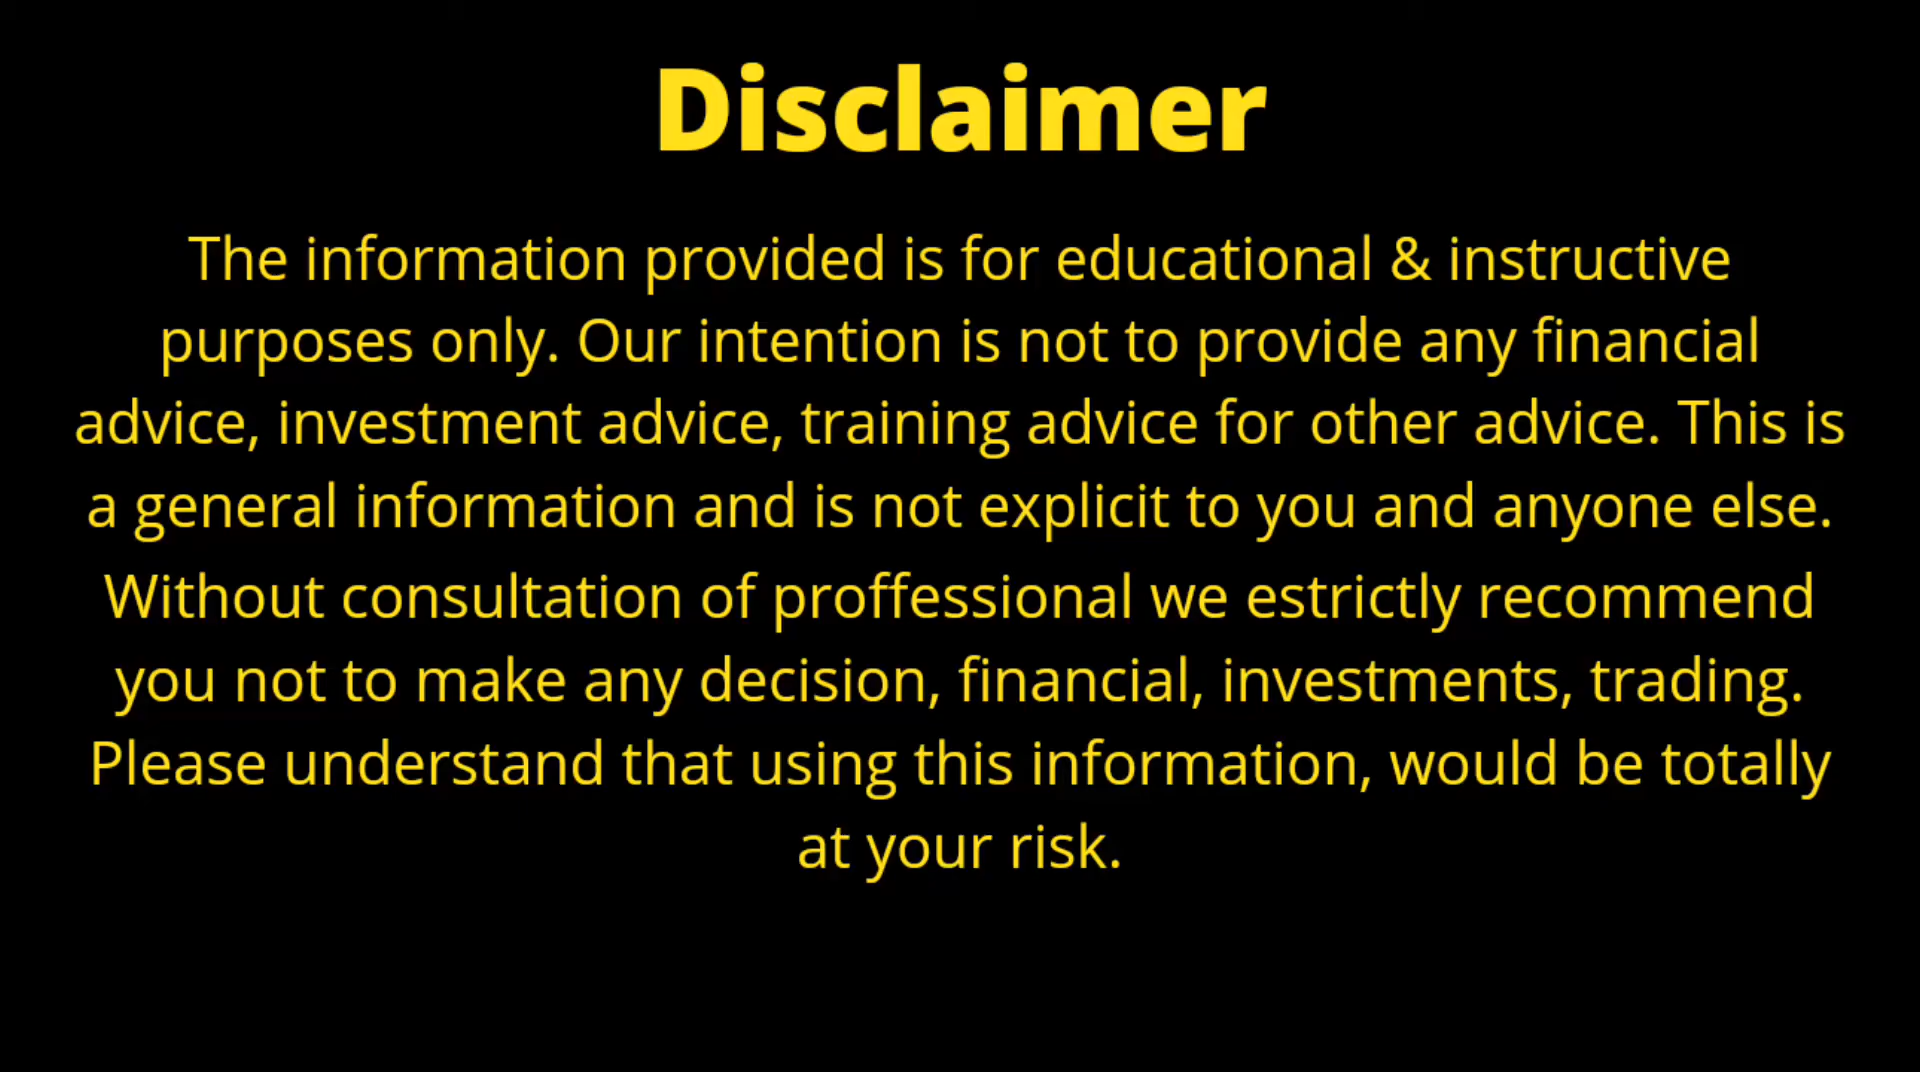 Disclaimer
The information provided is for educational & instructive
purposes only. Our intention is not to provide any financial
advice, investment advice, training advice for other advice. This is
a general information and is not explicit to you and anyone else.
Without consultation of proffessional we estrictly recommend
you not to make any decision, financial, investments, trading.
Please understand that using this information, would be totally
at your risk.